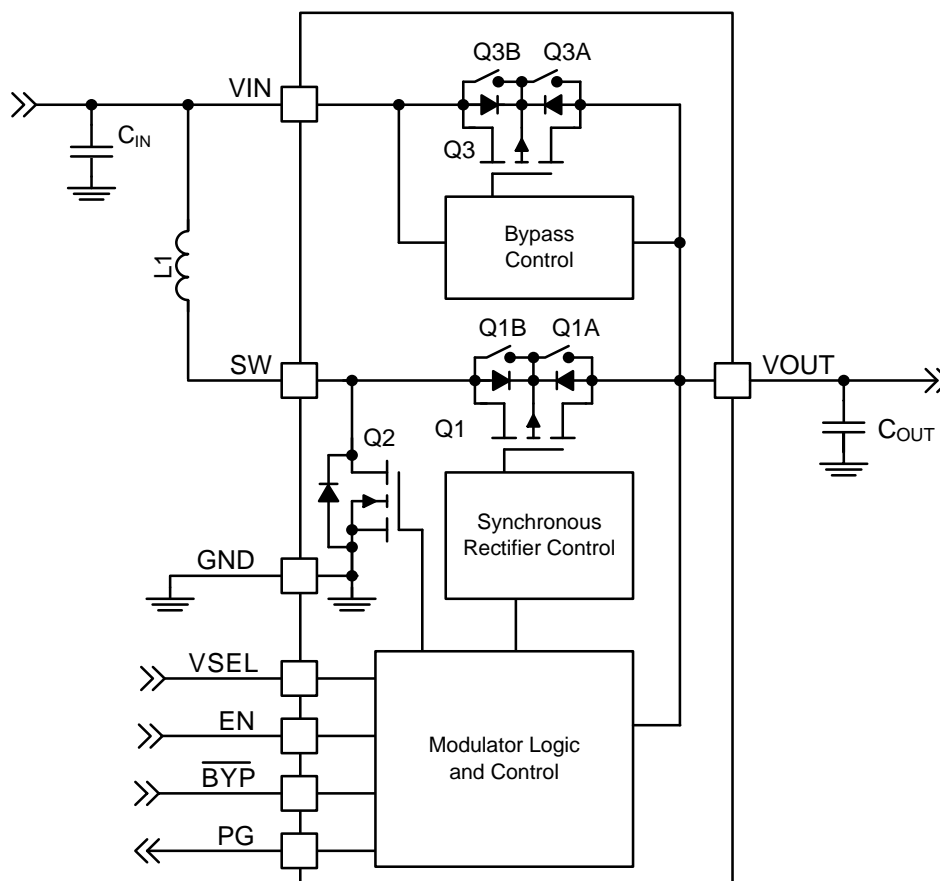 Q3B Q3A
VIN
CIN
Q3
Bypass
Control
L1
Q1B Q1A
SW
VOUT
Q1
Q2
COUT
Synchronous
Rectifier Control
GND
VSEL
EN
Modulator Logic
and Control
BYP
PG